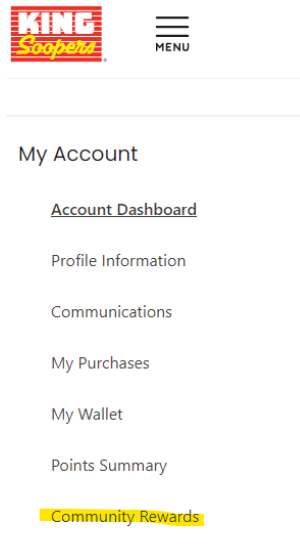 KING
Soopers
MENU
My Account
Account Dashboard
Profile Information
Communications
My Purchases
My Wallet
Points Summary
Community Rewards